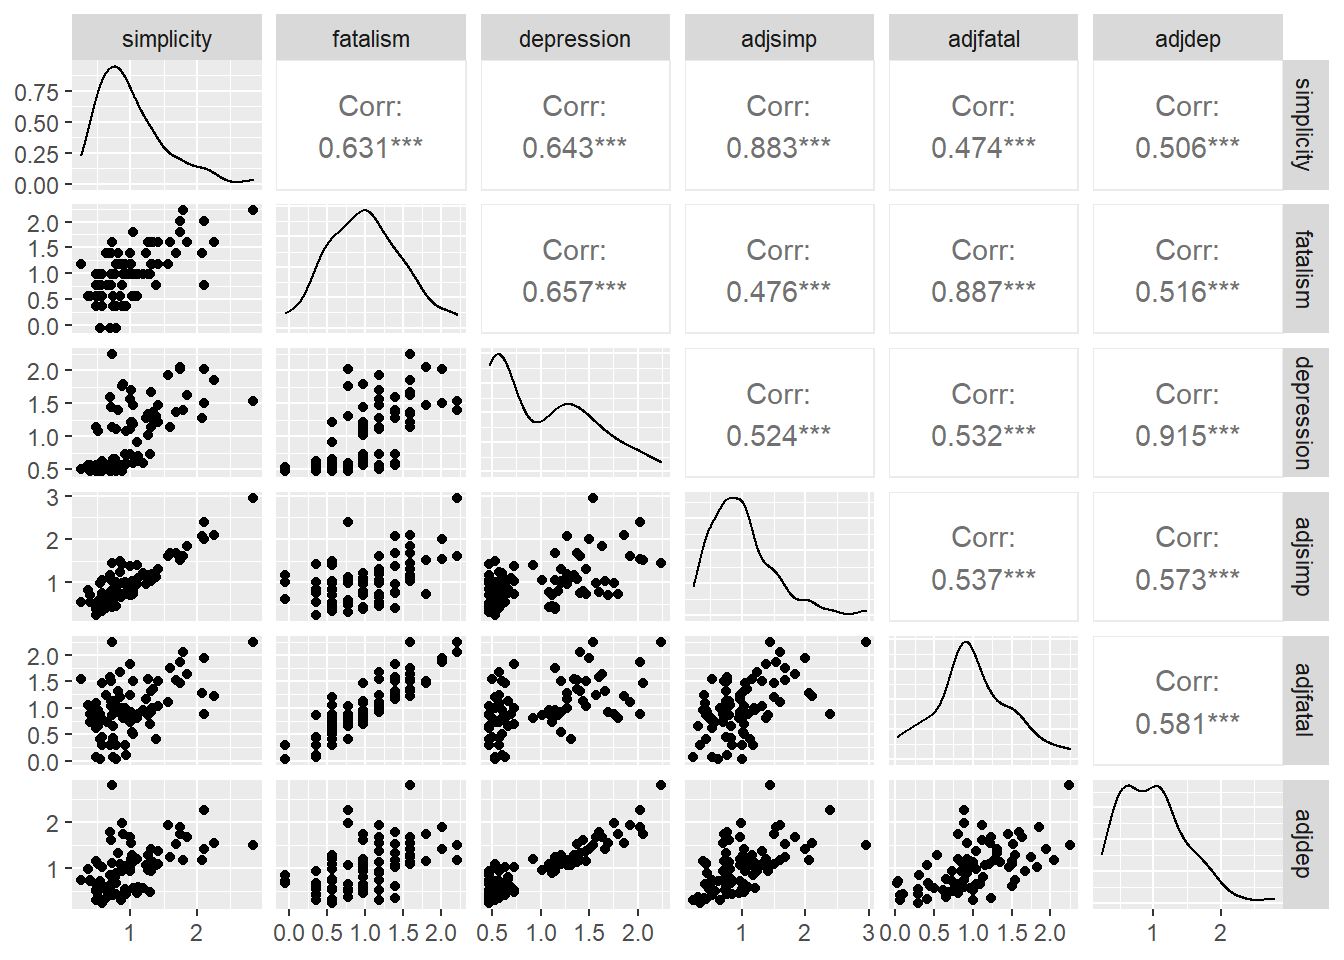 simplicity fatalism depression adjsimp adjfatal adjdep
0.75
0.50
0.25
0.00
Corr:
0.631***
Corr:
0.643***
Corr:
0.883***
Corr:
0.474***
Corr:
0.506***
simplicity
2.0
1.5
1.0
0.5
0.0
Corr:
0.657***
Corr:
0.476***
Corr:
0.887***
Corr:
0.516***
fatalism
2.0
1.5
1.0
0.5
Corr:
0.524***
Corr:
0.532***
Corr:
0.915***
depression
3
2
1
Corr:
0.537***
Corr:
0.573***
adjsimp
2.0
1.5
1.0
0.5
0.0
Corr:
0.581***
adjfatal
2
1
adjdep
1 2 0.0 0.5 1.0 1.5 2.0 0.5 1.0 1.5 2.0 1 2 3 0.0 0.5 1.0 1.5 2.0 1 2